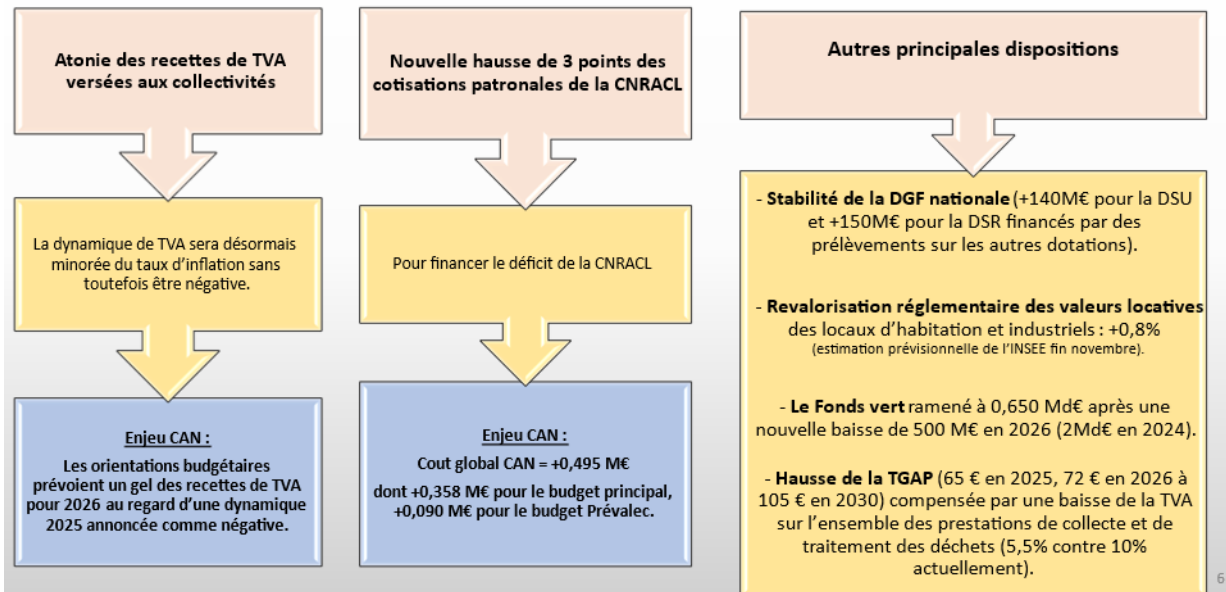 Atonie des recettes de TVA
versées aux collectivités
La dynamique de TVA sera désormais
minorée du taux d'inflation sans
toutefois être négative.
Enjeu CAN :
Les orientations budgétaires
prévoient un gel des recettes de TVA
pour 2026 au regard d'une dynamique
2025 annoncée comme négative.
Nouvelle hausse de 3 points des
cotisations patronales de la CNRACL
Pour financer le déficit de la CNRACL
Enjeu CAN :
Cout global CAN = +0,495 M€
dont +0,358 M€ pour le budget principal,
+0,090 M€ pour le budget Prévalec.
Autres principales dispositions
- Stabilité de la DGF nationale (+140M€ pour la DSU
et +150M€ pour la DSR financés par des
prélèvements sur les autres dotations).
- Revalorisation réglementaire des valeurs locatives
des locaux d'habitation et industriels : +0,8%
(estimation prévisionnelle de l'INSEE fin novembre).
- Le Fonds vert ramené à 0,650 Md€ après une
nouvelle baisse de 500 M€ en 2026 (2Md€ en 2024).
- Hausse de la TGAP (65 € en 2025, 72 € en 2026 à
105 € en 2030) compensée par une baisse de la TVA
sur l'ensemble des prestations de collecte et de
traitement des déchets (5,5% contre 10%
actuellement).
6